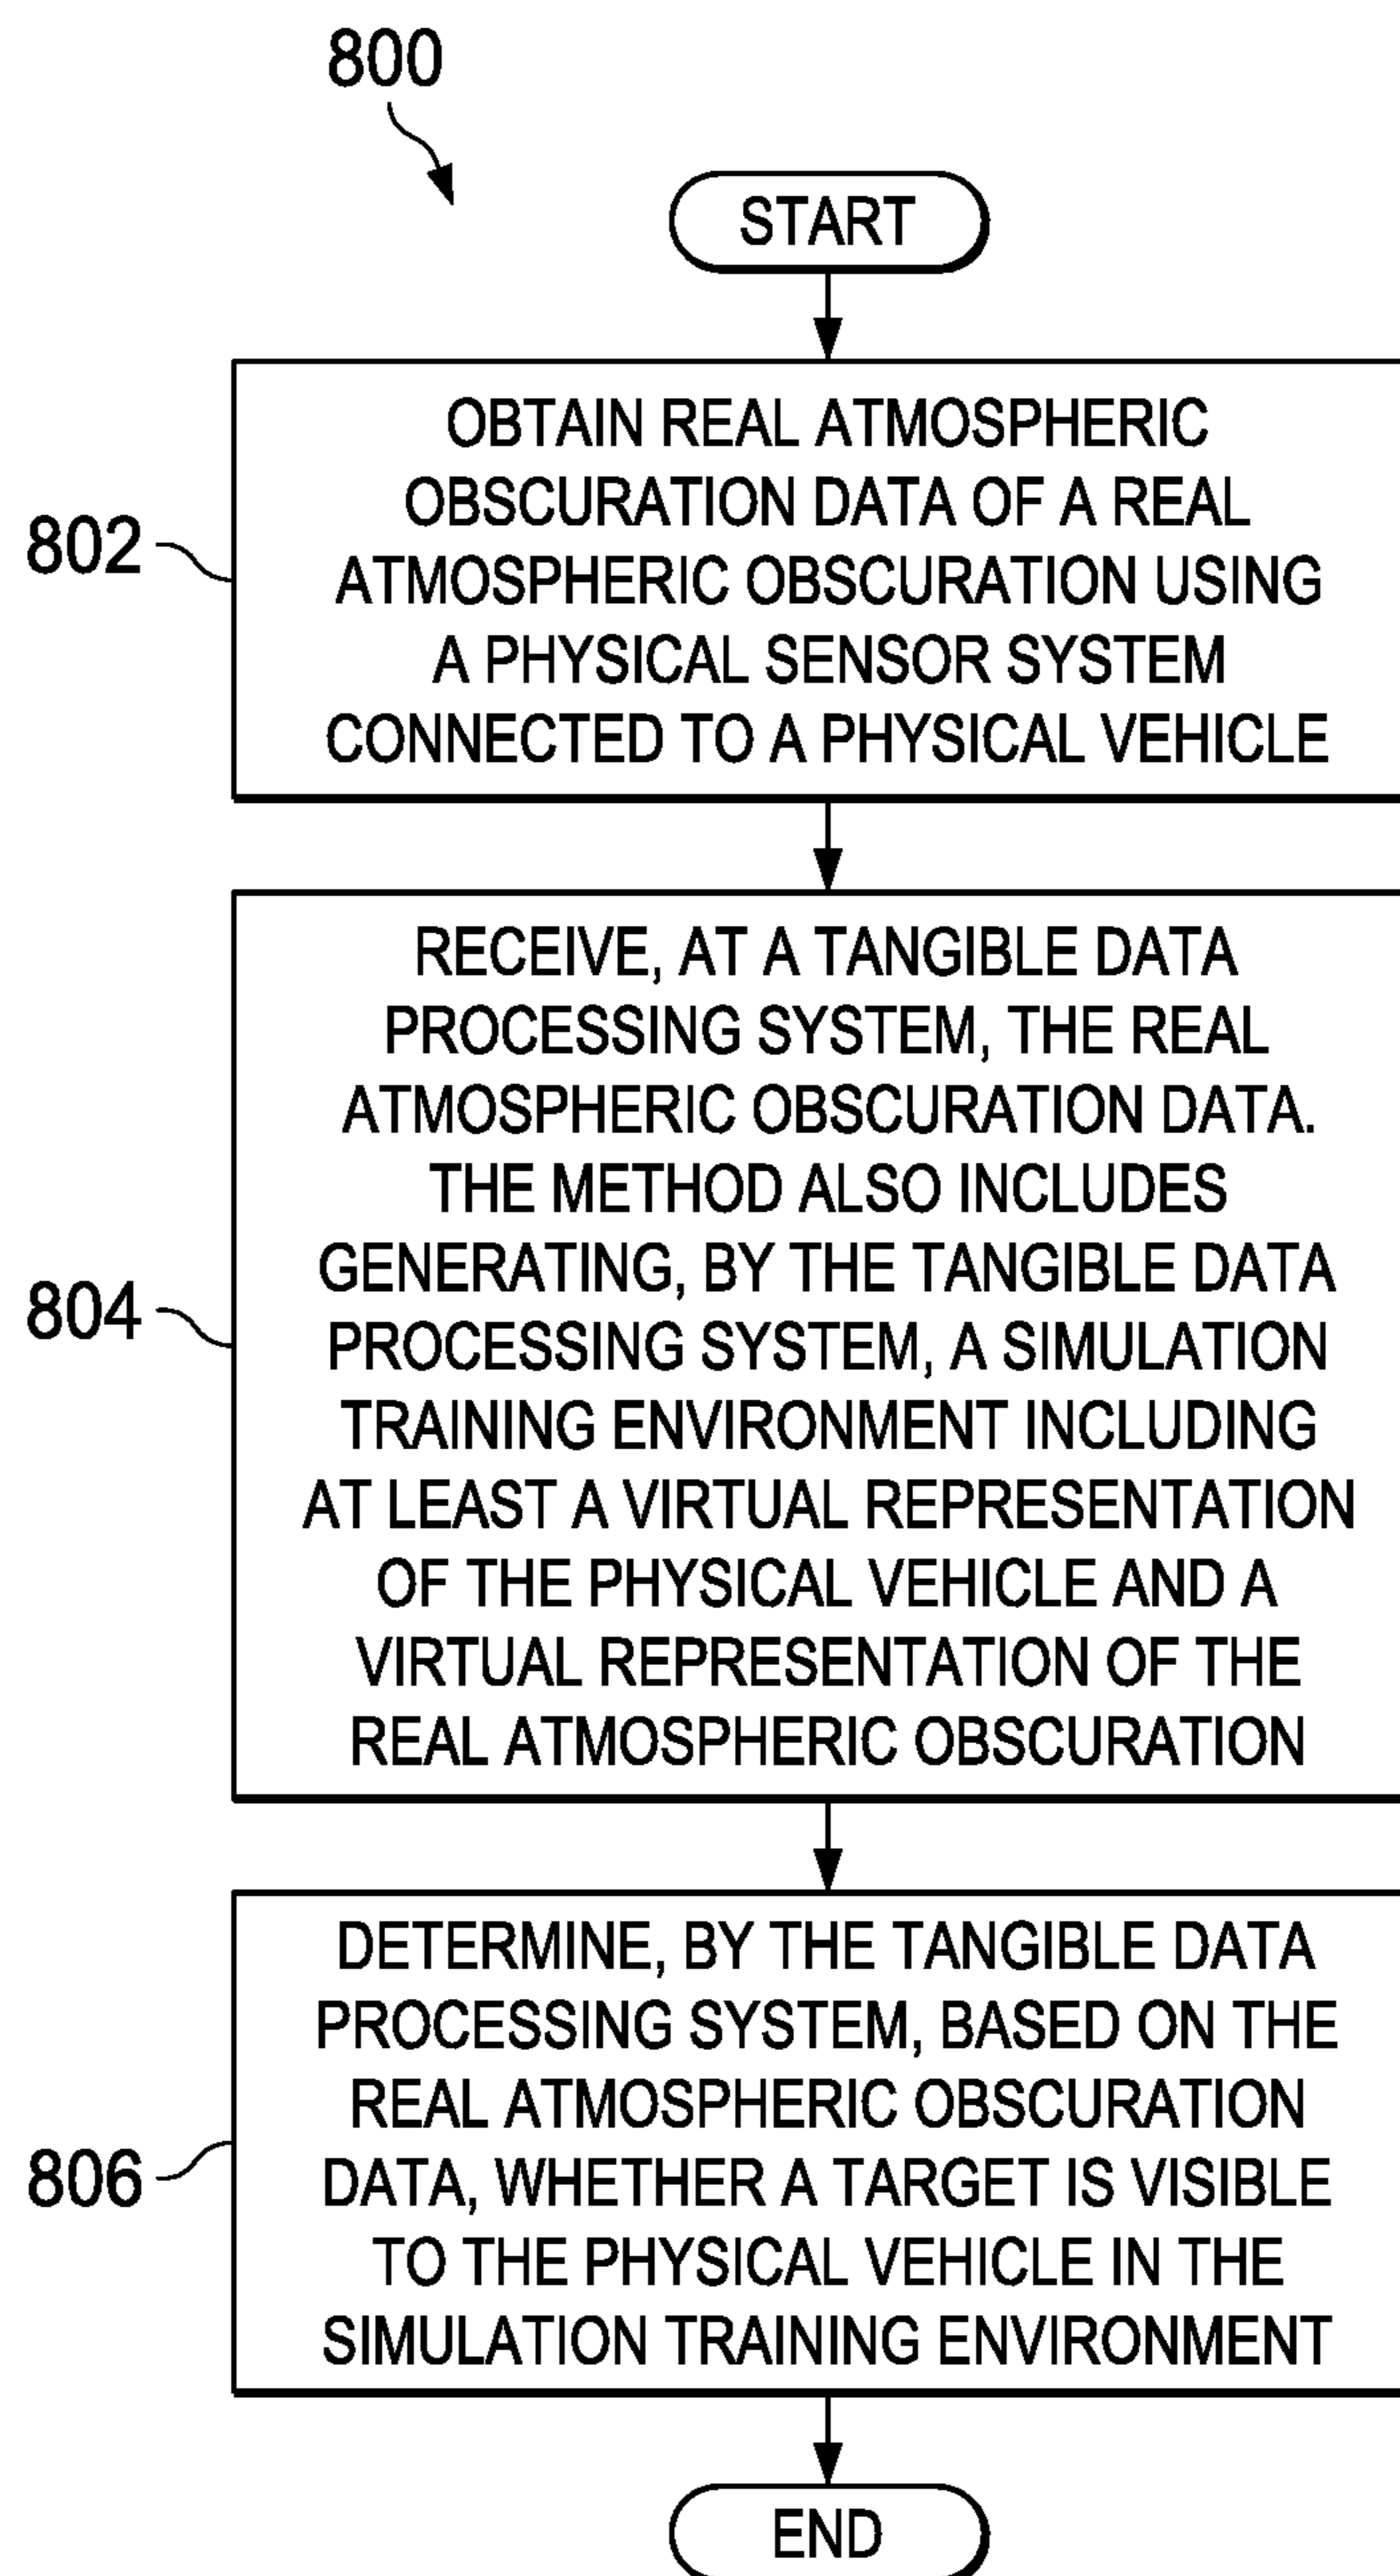 800
START
802
OBTAIN REAL ATMOSPHERIC
OBSCURATION DATA OF A REAL
ATMOSPHERIC OBSCURATION USING
A PHYSICAL SENSOR SYSTEM
CONNECTED TO A PHYSICAL VEHICLE
804
RECEIVE, AT A TANGIBLE DATA
PROCESSING SYSTEM, THE REAL
ATMOSPHERIC OBSCURATION DATA.
THE METHOD ALSO INCLUDES
GENERATING, BY THE TANGIBLE DATA
PROCESSING SYSTEM, A SIMULATION
TRAINING ENVIRONMENT INCLUDING
AT LEAST A VIRTUAL REPRESENTATION
OF THE PHYSICAL VEHICLE AND A
VIRTUAL REPRESENTATION OF THE
REAL ATMOSPHERIC OBSCURATION
806
DETERMINE, BY THE TANGIBLE DATA
PROCESSING SYSTEM, BASED ON THE
REAL ATMOSPHERIC OBSCURATION
DATA, WHETHER A TARGET IS VISIBLE
TO THE PHYSICAL VEHICLE IN THE
SIMULATION TRAINING ENVIRONMENT
END